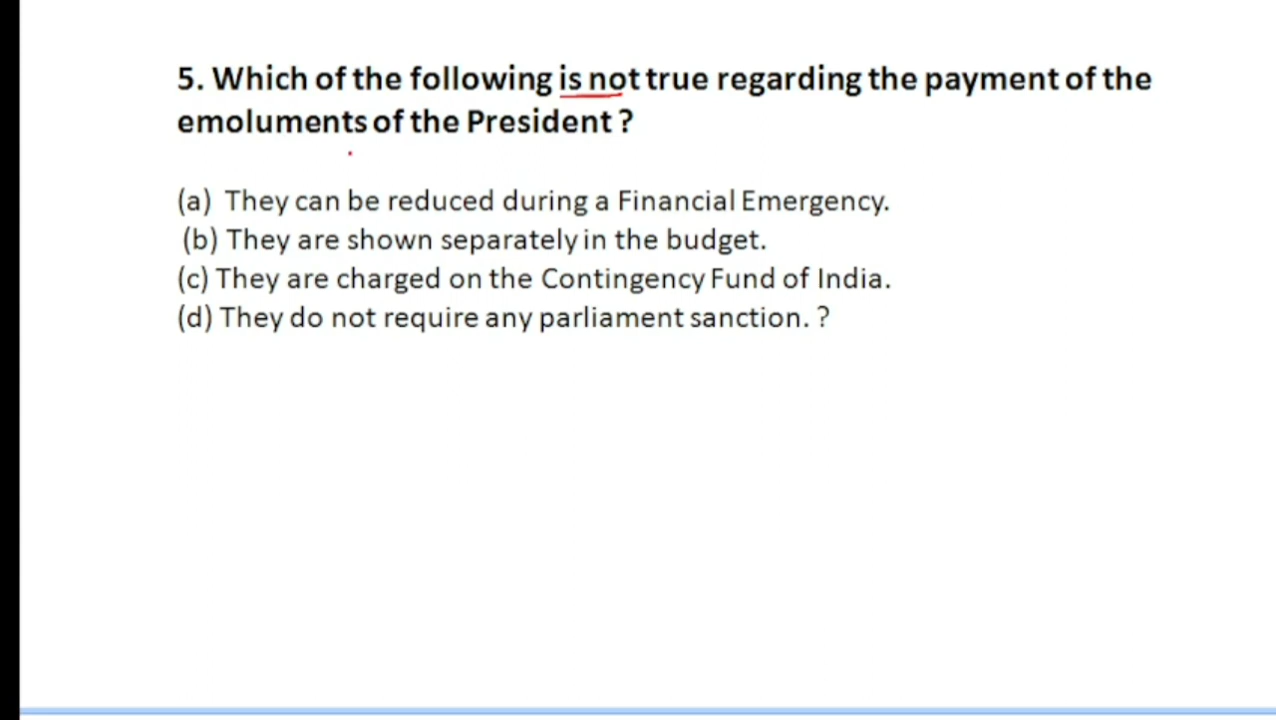 5. Which of the following is not true regarding the payment of the
emoluments of the President ?
(a) They can be reduced during a Financial Emergency.
(b) They are shown separately in the budget.
(c) They are charged on the Contingency Fund of India.
(d) They do not require any parliament sanction. ?